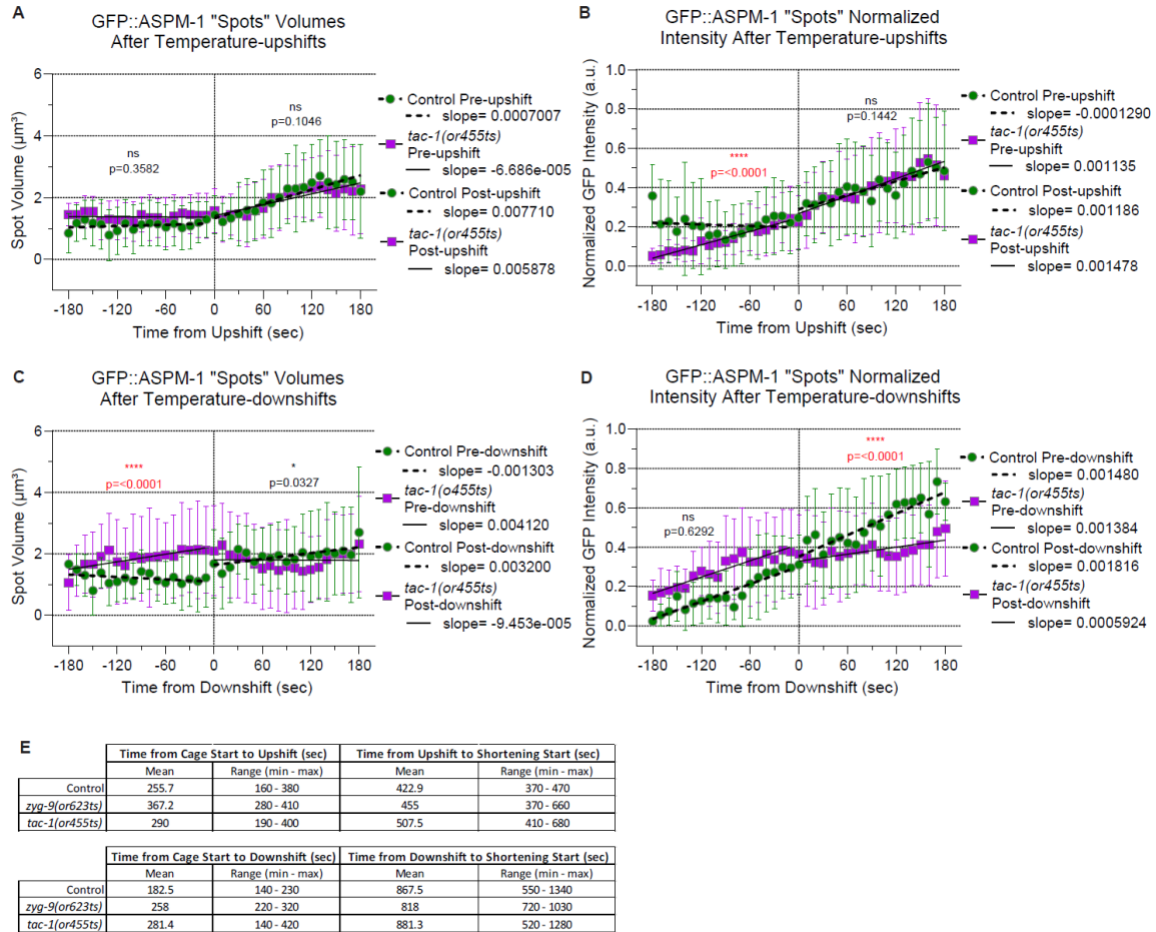 A
GFP::ASPM-1 "Spots" Volumes
After Temperature-upshifts
6
4
2
0
Spot Volume (µm³)
ns
p=0.3582
ns
p=0.1046
-180
-120
-60
0
60
120
180
Time from Upshift (sec)
Control Pre-upshift
slope= 0.0007007
tac-1(or455ts)
Pre-upshift
slope= -6.686e-005
Control Post-upshift
slope= 0.007710
tac-1(or455ts)
Post-upshift
slope= 0.005878
B
GFP::ASPM-1 "Spots" Normalized
Intensity After Temperature-upshifts
1.0
0.8
0.6
0.4
0.2
0.0
Normalized GFP Intensity (a.u.)
****
p=<0.0001
ns
p=0.1442
-180
-120
-60
0
60
120
180
Time from Upshift (sec)
Control Pre-upshift
slope= -0.0001290
tac-1(or455ts)
Pre-upshift
slope= 0.001135
Control Post-upshift
slope= 0.001186
tac-1(or455ts)
Post-upshift
slope= 0.001478
C
GFP::ASPM-1 "Spots" Volumes
After Temperature-downshifts
6
4
2
0
Spot Volume (µm³)
****
p=<0.0001
*
p=0.0327
-180
-120
-60
0
60
120
180
Time from Downshift (sec)
Control Pre-downshift
slope= -0.001303
tac-1(o455ts)
Pre-downshift
slope= 0.004120
Control Post-downshift
slope= 0.003200
tac-1(or455ts)
Post-downshift
slope= -9.453e-005
D
GFP::ASPM-1 "Spots" Normalized
Intensity After Temperature-downshifts
1.0
0.8
0.6
0.4
0.2
0.0
Normalized GFP Intensity (a.u.)
ns
p=0.6292
****
p=<0.0001
-180
-120
-60
0
60
120
180
Time from Downshift (sec)
Control Pre-downshift
slope= 0.001480
tac-1(or455ts)
Pre-downshift
slope= 0.001384
Control Post-downshift
slope= 0.001816
tac-1(or455ts)
Post-downshift
slope= 0.0005924
E
Time from Cage Start to Upshift (sec) Time from Upshift to Shortening Start (sec)
Mean Range (min - max) Mean Range (min - max)
Control 255.7 160 - 380 422.9 370 - 470
zyg-9(or623ts) 367.2 280 - 410 455 370 - 660
tac-1(or455ts) 290 190 - 400 507.5 410 - 680
Time from Cage Start to Downshift (sec) Time from Downshift to Shortening Start (sec)
Mean Range (min - max) Mean Range (min - max)
Control 182.5 140 - 230 867.5 550 - 1340
zyg-9(or623ts) 258 220 - 320 818 720 - 1030
tac-1(or455ts) 281.4 140 - 420 881.3 520 - 1280